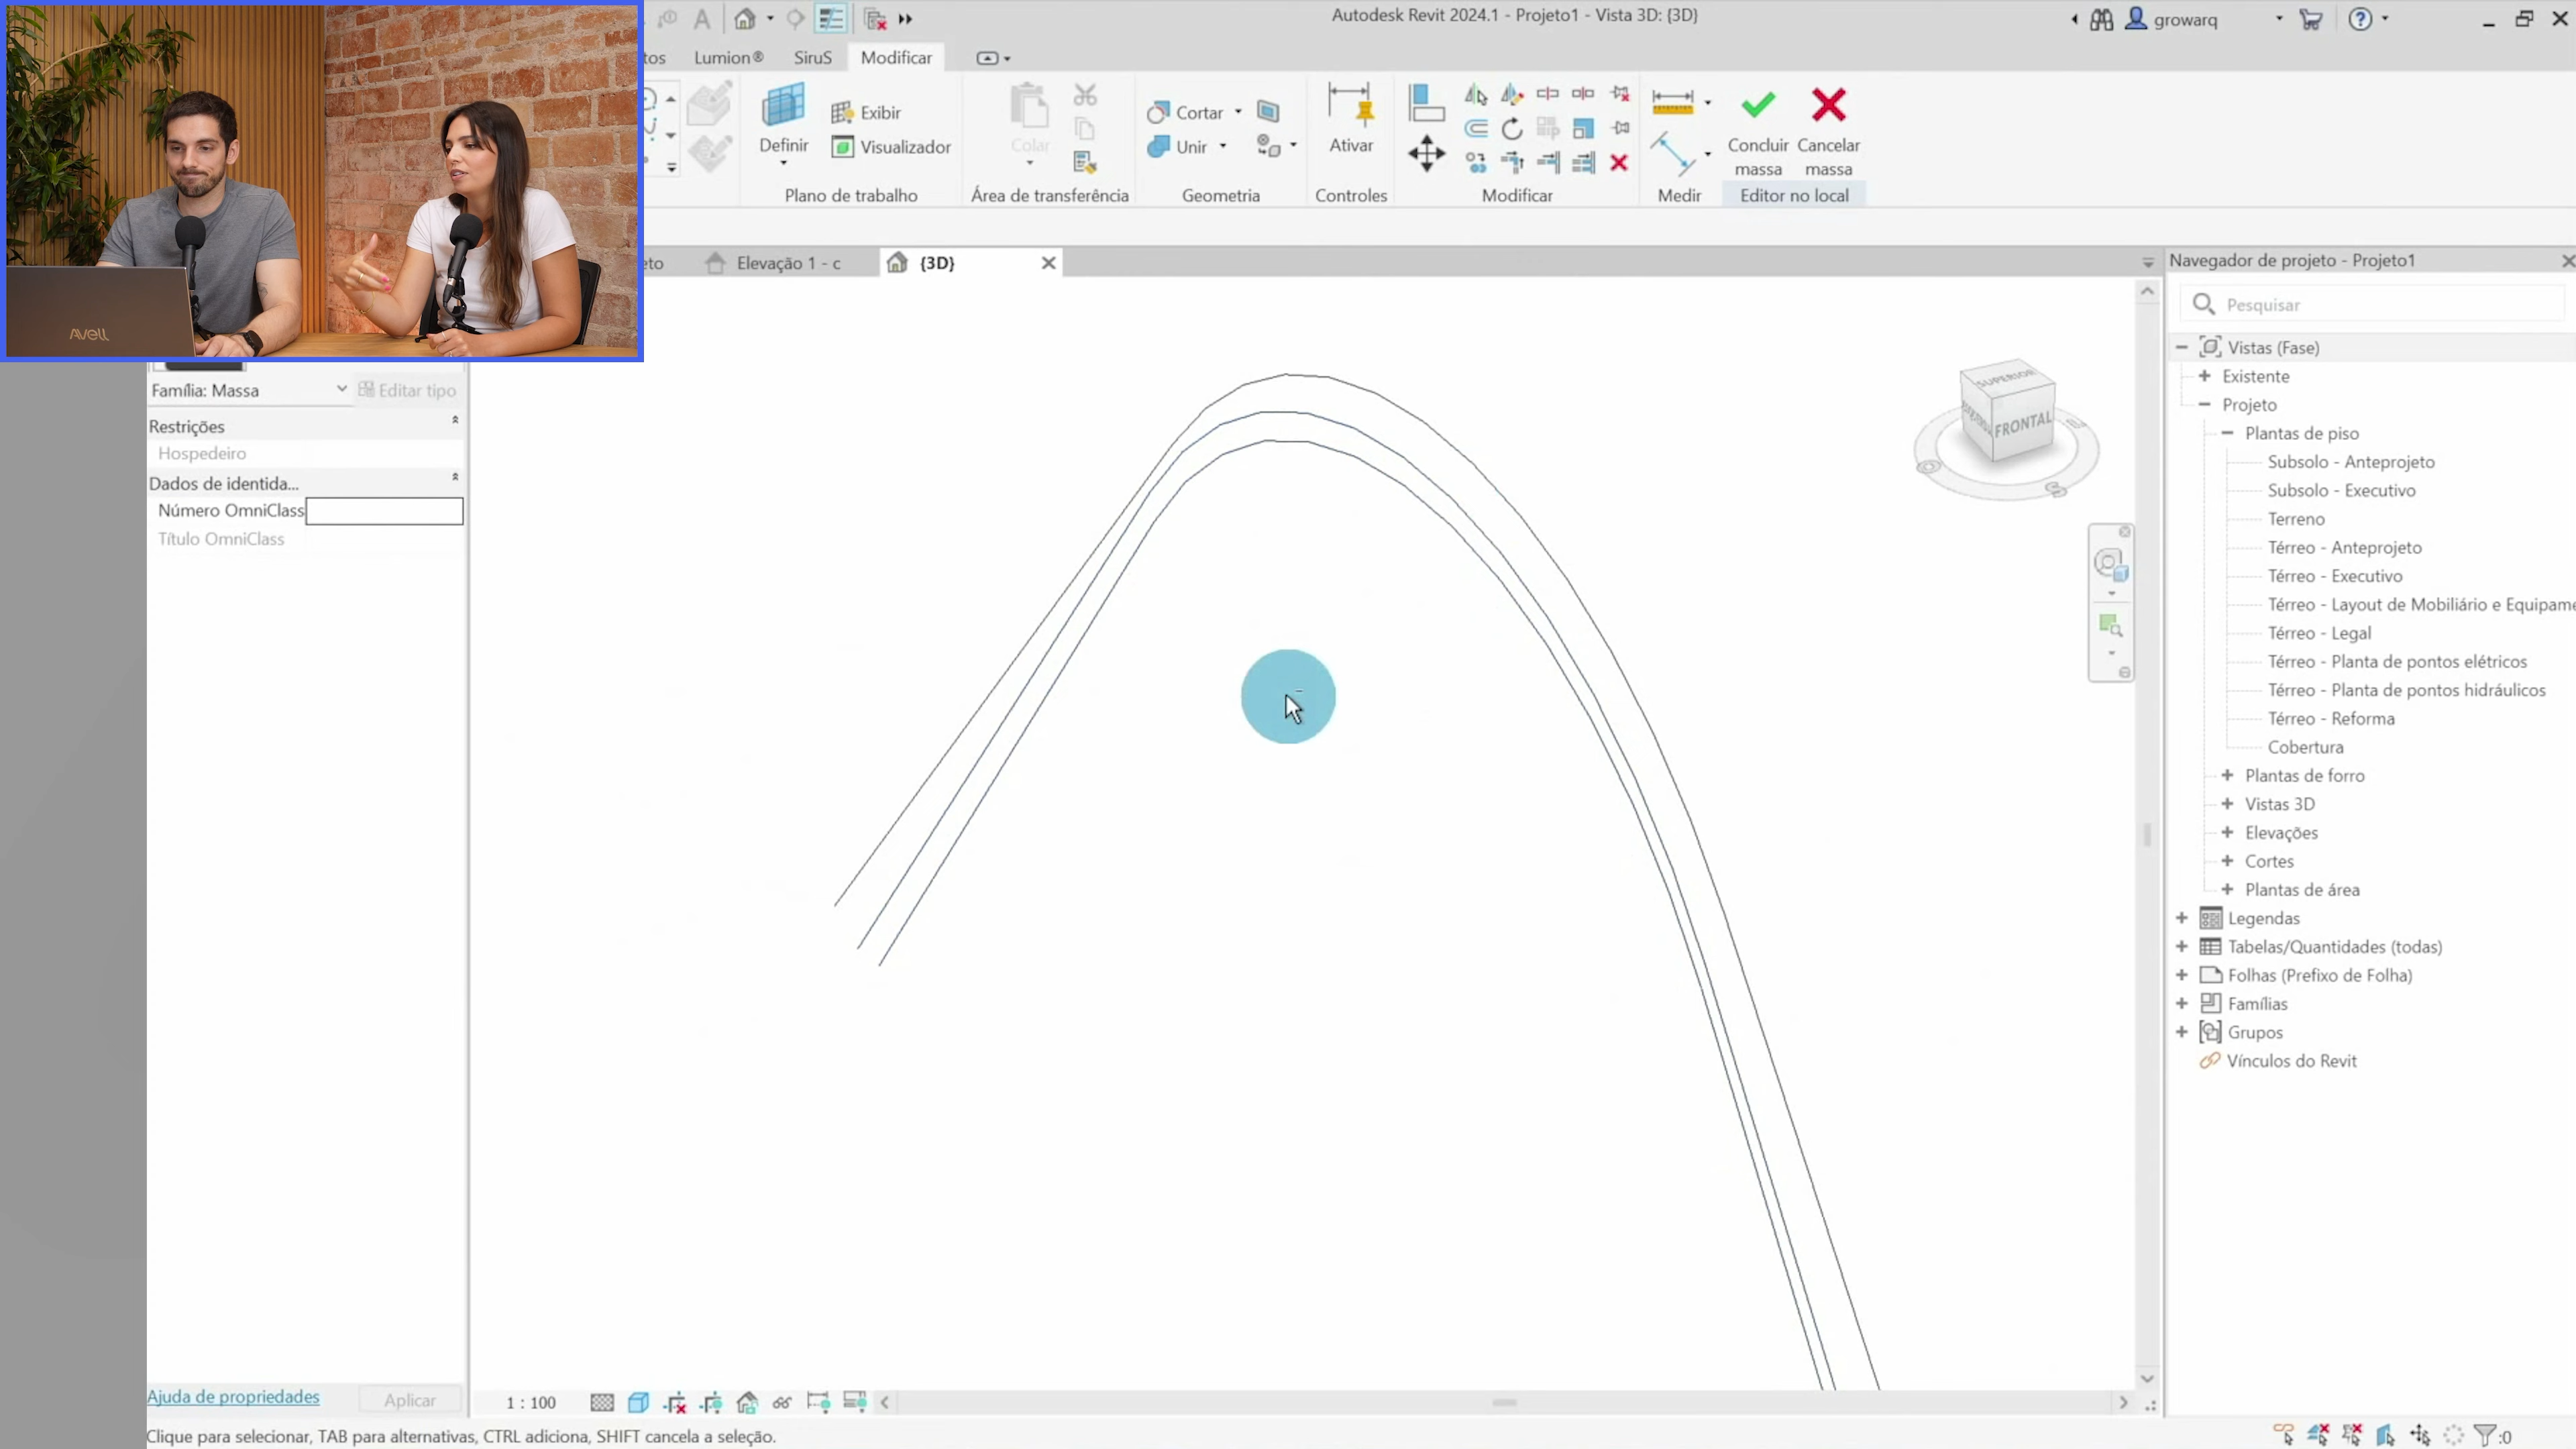 Autodesk Revit 2024.1 - Projeto1 - Vista 3D: {3D}
growarq
tos
Lumion®
SiruS
Modificar
Definir
Exibir
Visualizador
Plano de trabalho
Colar
Área de transferência
Cortar
Unir
Geometria
Ativar
Controles
Modificar
Medir
Concluir massa
Cancelar massa
Editor no local
AVell
eto
Elevação 1 - c
{3D}
Família: Massa
Editar tipo
Restrições
Hospedeiro
Dados de identida...
Número OmniClass
Título OmniClass
SUPERIOR
FRONTAL
S
Navegador de projeto - Projeto1
Pesquisar
Vistas (Fase)
Existente
Projeto
Plantas de piso
Subsolo - Anteprojeto
Subsolo - Executivo
Terreno
Térreo - Anteprojeto
Térreo - Executivo
Térreo - Layout de Mobiliário e Equipame
Térreo - Legal
Térreo - Planta de pontos elétricos
Térreo - Planta de pontos hidráulicos
Térreo - Reforma
Cobertura
Plantas de forro
Vistas 3D
Elevações
Cortes
Plantas de área
Legendas
Tabelas/Quantidades (todas)
Folhas (Prefixo de Folha)
Famílias
Grupos
Vínculos do Revit
Ajuda de propriedades
Aplicar
1 : 100
Clique para selecionar, TAB para alternativas, CTRL adiciona, SHIFT cancela a seleção.
:0